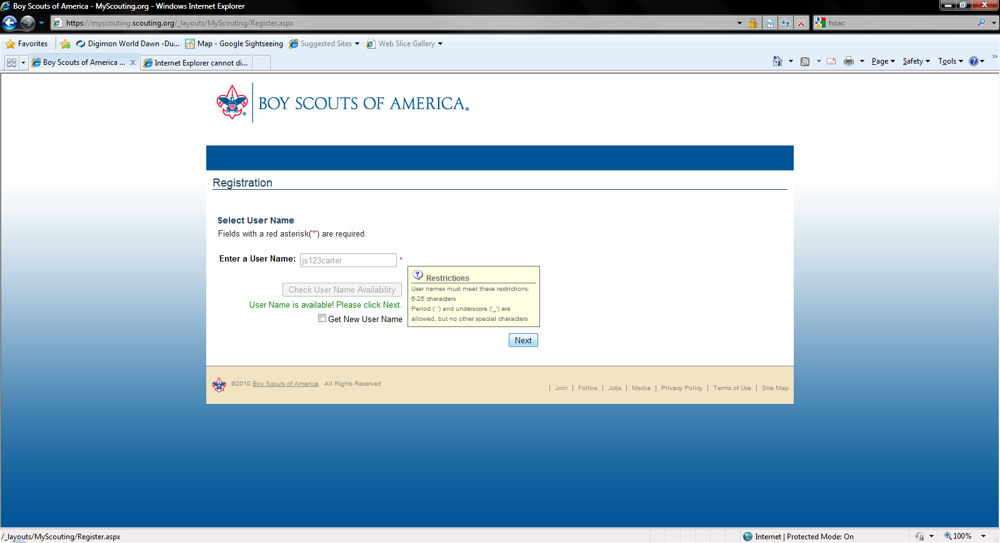 Boy Scouts of America - MyScouting.org - Windows Internet Explorer
https://myscouting.scouting.org/_layouts/MyScouting/Register.aspx
hoac
Favorites
Digimon World Dawn -Du...
Map - Google Sightseeing
Suggested Sites
Web Slice Gallery
Boy Scouts of America ...
Internet Explorer cannot di...
Page
Safety
Tools
BOY SCOUTS OF AMERICA®
Registration
Select User Name
Fields with a red asterisk('*') are required.
Enter a User Name: js123carter *
Restrictions
User names must meet these restrictions:
6-25 characters
Period ('.') and underscore ('_') are
allowed, but no other special characters
Check User Name Availability
User Name is available! Please click Next.
Get New User Name
Next
©2010 Boy Scouts of America All Rights Reserved
| Join | Follow | Jobs | Media | Privacy Policy | Terms of Use | Site Map
/_layouts/MyScouting/Register.aspx
Internet | Protected Mode: On
100%